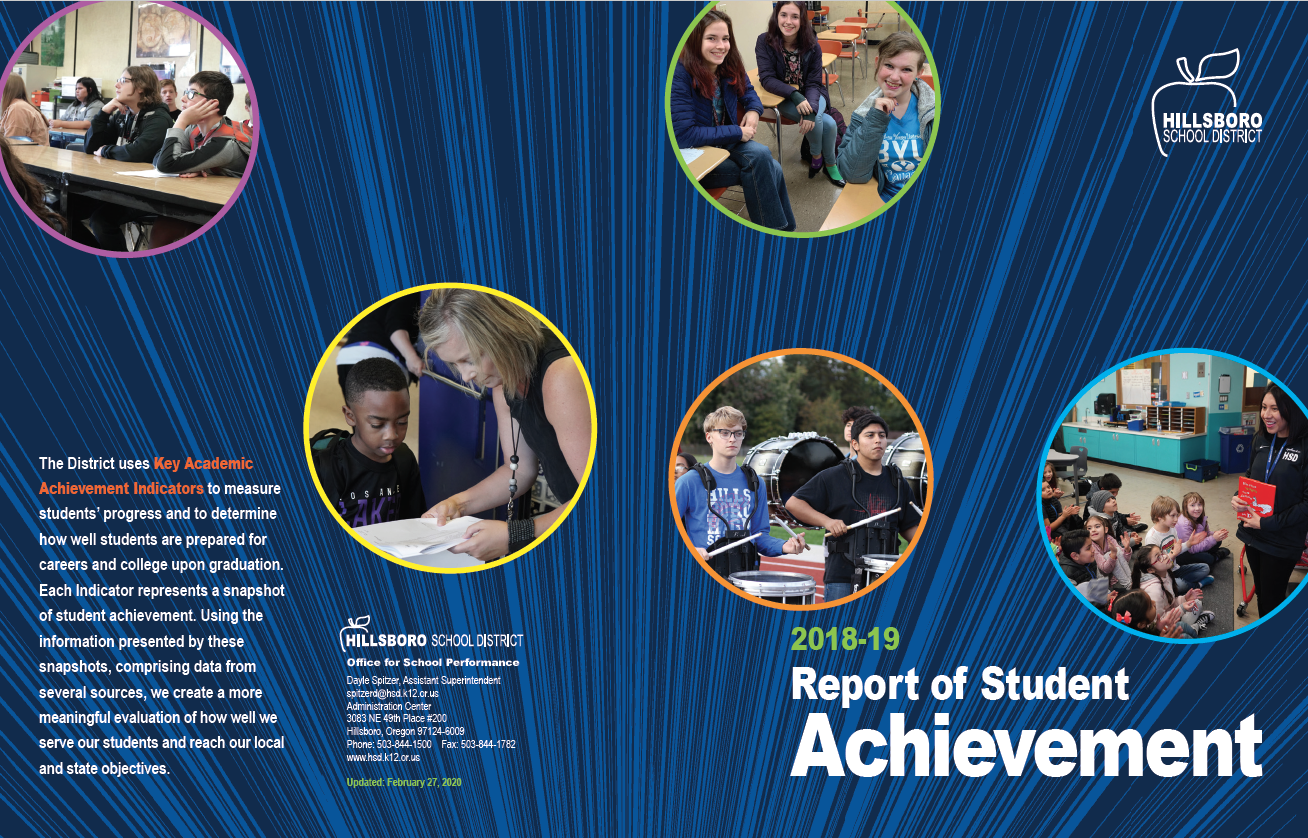 The District uses Key Academic
Achievement Indicators to measure
students' progress and to determine
how well students are prepared for
careers and college upon graduation.
Each Indicator represents a snapshot
of student achievement. Using the
information presented by these
snapshots, comprising data from
several sources, we create a more
meaningful evaluation of how well we
serve our students and reach our local
and state objectives.
HILLSBORO SCHOOL DISTRICT
Office for School Performance
Dayle Spitzer, Assistant Superintendent
spitzerd@hsd.k12.or.us
Administration Center
3083 NE 49th Place #200
Hillsboro, Oregon 97124-6009
Phone: 503-844-1500 Fax: 503-844-1782
www.hsd.k12.or.us
Updated: February 27, 2020
HILLSBORO
SCHOOL DISTRICT
BYU
HILLS
BORO
HSD
2018-19
Report of Student
Achievement